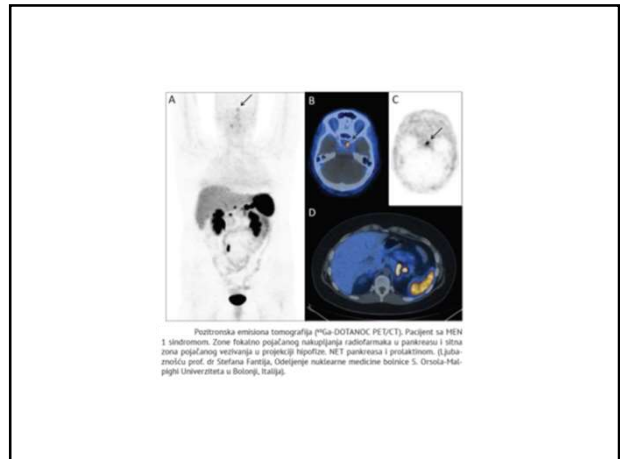 A
B
C
D
Pozitronska emisiona tomografija (⁶⁸Ga-DOTANOC PET/CT). Pacijent sa MEN
1 sindromom. Zone fokalno pojačanog nakupljanja radiofarmaka u pankreasu i sitna
zona pojačanog vezivanja u projekciji hipofize. NET pankreasa i prolaktinom. (Ljuba-
znošću prof. dr Stefana Fantija, Odeljenje nuklearne medicine bolnice S. Orsola-Mal-
pighi Univerziteta u Bolonji, Italija).